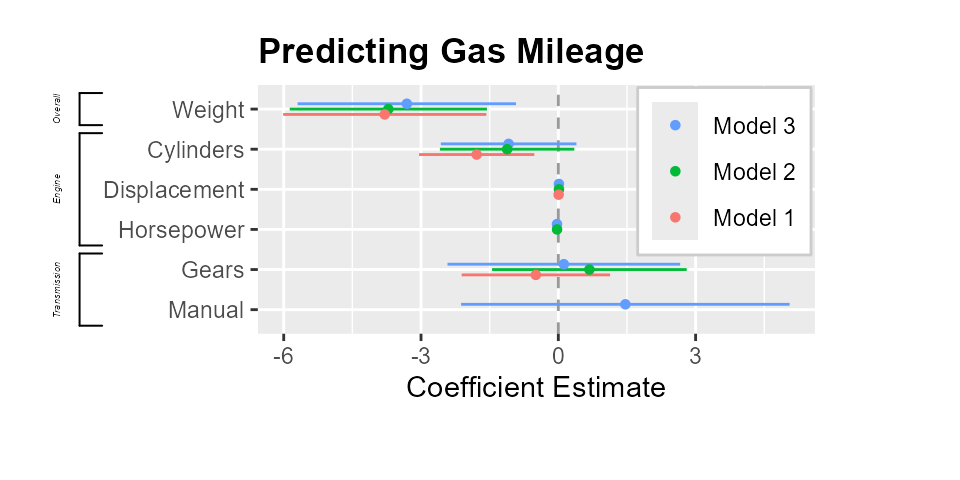 Predicting Gas Mileage
Overall
Engine
Transmission
Weight
Cylinders
Displacement
Horsepower
Gears
Manual
Model 3
Model 2
Model 1
-6 -3 0 3
Coefficient Estimate